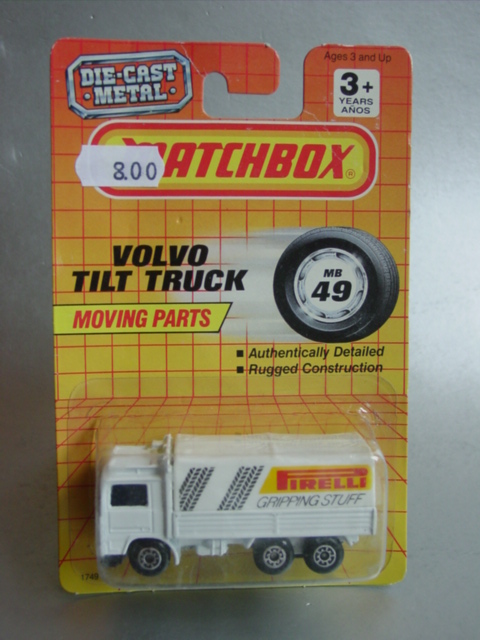 Ages 3 and Up
DIE-CAST
METAL
3+
YEARS
AÑOS
MATCHBOX®
8.00
VOLVO
TILT TRUCK
MB
49
MOVING PARTS
■ Authentically Detailed
■ Rugged Construction
PIRELLI
GRIPPING STUFF